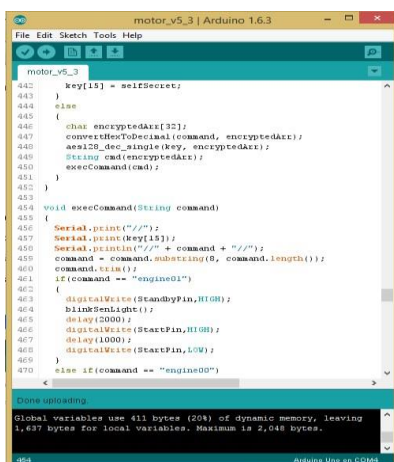 motor_v5_3 | Arduino 1.6.3
File Edit Sketch Tools Help
motor_v5_3
442 key[15] = selfSecret;
443 }
444 else
445 {
446 char encryptedArr[32];
447 convertHexToDecimal(command, encryptedArr);
448 aes128_dec_single(key, encryptedArr);
449 String cmd(encryptedArr);
450 execCommand(cmd);
451 }
452 }
453
454 void execCommand(String command)
455 {
456 Serial.print("//");
457 Serial.print(key[15]);
458 Serial.println("//" + command + "//");
459 command = command.substring(8, command.length());
460 command.trim();
461 if(command == "engine01")
462 {
463 digitalWrite(StandbyPin,HIGH);
464 blinkSenLight();
465 delay(2000);
466 digitalWrite(StartPin,HIGH);
467 delay(1000);
468 digitalWrite(StartPin,LOW);
469 }
470 else if(command == "engine00")
Done uploading.
Global variables use 411 bytes (20%) of dynamic memory, leaving
1,637 bytes for local variables. Maximum is 2,048 bytes.
454 Arduino Uno on COM4